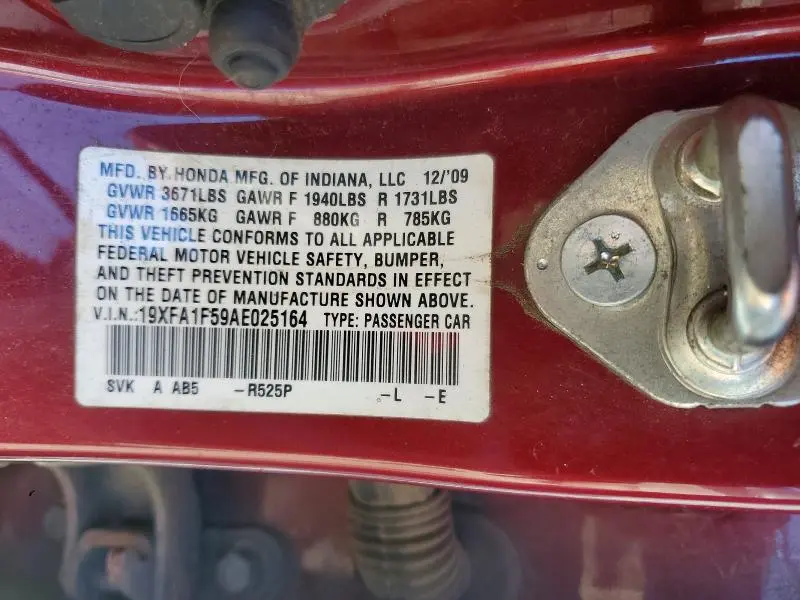 MFD. BY HONDA MFG. OF INDIANA, LLC 12/'09
GVWR 3671LBS GAWR F 1940LBS R 1731LBS
GVWR 1665KG GAWR F 880KG R 785KG
THIS VEHICLE CONFORMS TO ALL APPLICABLE
FEDERAL MOTOR VEHICLE SAFETY, BUMPER,
AND THEFT PREVENTION STANDARDS IN EFFECT
ON THE DATE OF MANUFACTURE SHOWN ABOVE.
V.I.N.:19XFA1F59AE025164 TYPE: PASSENGER CAR
SVK A AB5 –R525P –L –E